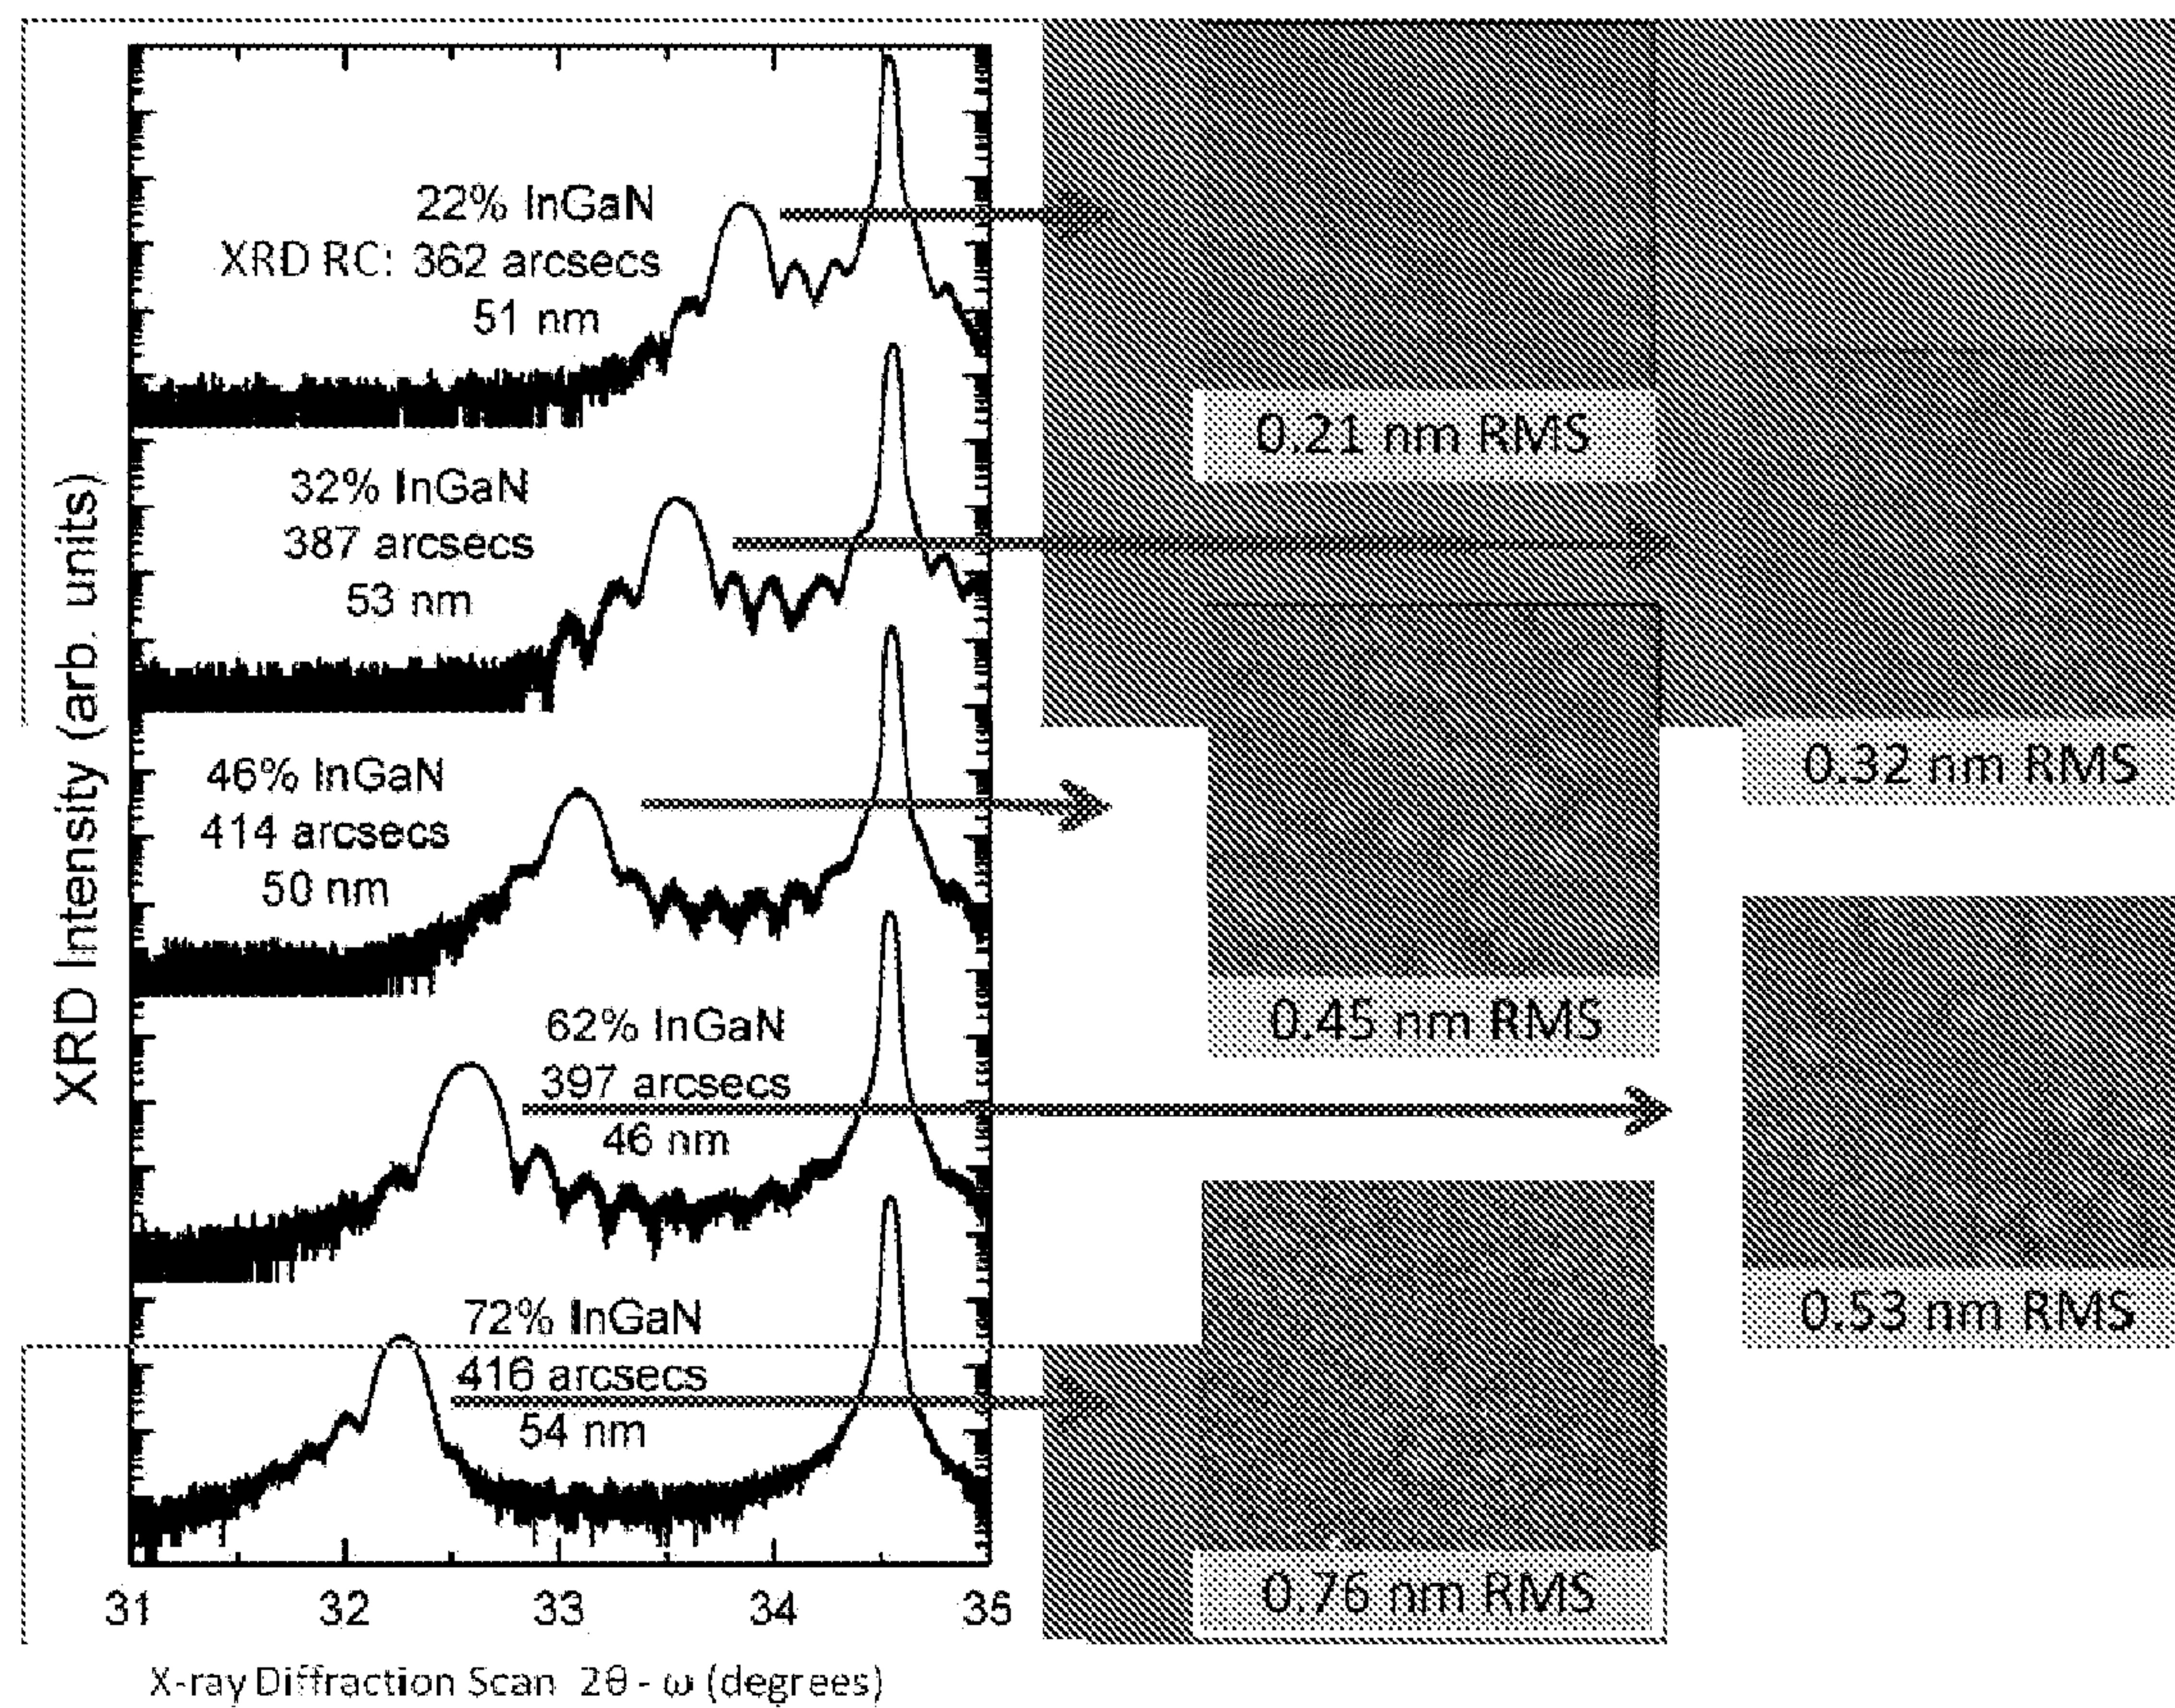 XRD Intensity (arb. units)
22% InGaN
XRD RC: 362 arcsecs
51 nm
0.21 nm RMS
32% InGaN
387 arcsecs
53 nm
0.32 nm RMS
46% InGaN
414 arcsecs
50 nm
0.45 nm RMS
62% InGaN
397 arcsecs
46 nm
0.53 nm RMS
72% InGaN
416 arcsecs
54 nm
0.76 nm RMS
31 32 33 34 35
X-ray Diffraction Scan 2θ - ω (degrees)